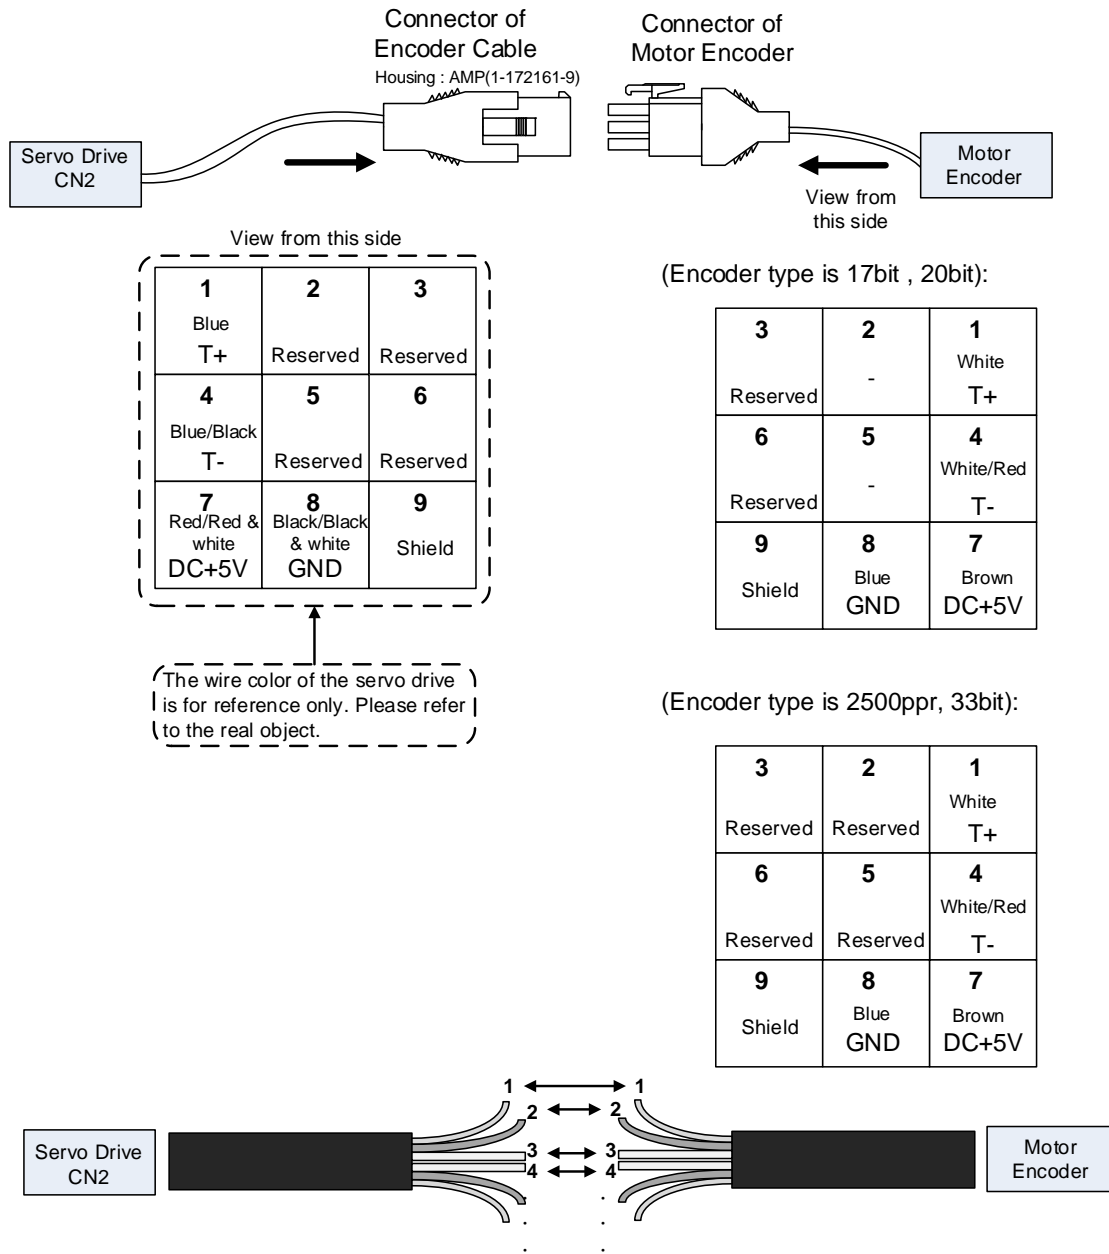 Connector of
Encoder Cable
Housing : AMP(1-172161-9)
Connector of
Motor Encoder
Servo Drive
CN2
Motor
Encoder
View from
this side
View from this side
1
Blue
T+
2
Reserved
3
Reserved
4
Blue/Black
T-
5
Reserved
6
Reserved
7
Red/Red &
white
DC+5V
8
Black/Black
& white
GND
9
Shield
The wire color of the servo drive
is for reference only. Please refer
to the real object.
(Encoder type is 17bit , 20bit):
3
Reserved
2
-
1
White
T+
6
Reserved
5
-
4
White/Red
T-
9
Shield
8
Blue
GND
7
Brown
DC+5V
(Encoder type is 2500ppr, 33bit):
3
Reserved
2
Reserved
1
White
T+
6
Reserved
5
Reserved
4
White/Red
T-
9
Shield
8
Blue
GND
7
Brown
DC+5V
Servo Drive
CN2
1 1
2 2
3 3
4 4
. .
. .
Motor
Encoder